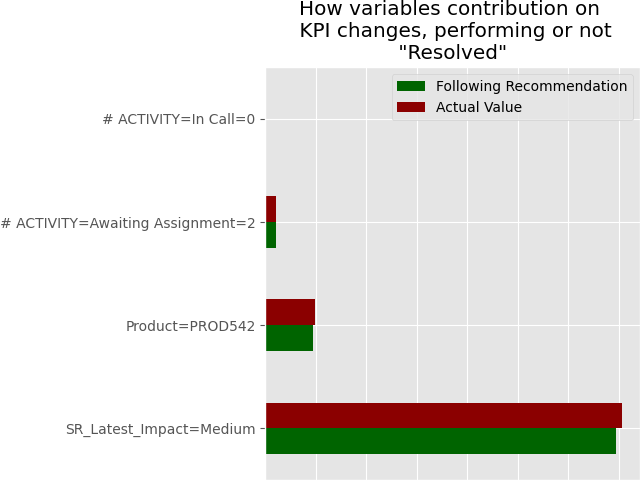 How variables contribution on
KPI changes, performing or not
"Resolved"
Following Recommendation
Actual Value
# ACTIVITY=In Call=0
# ACTIVITY=Awaiting Assignment=2
Product=PROD542
SR_Latest_Impact=Medium